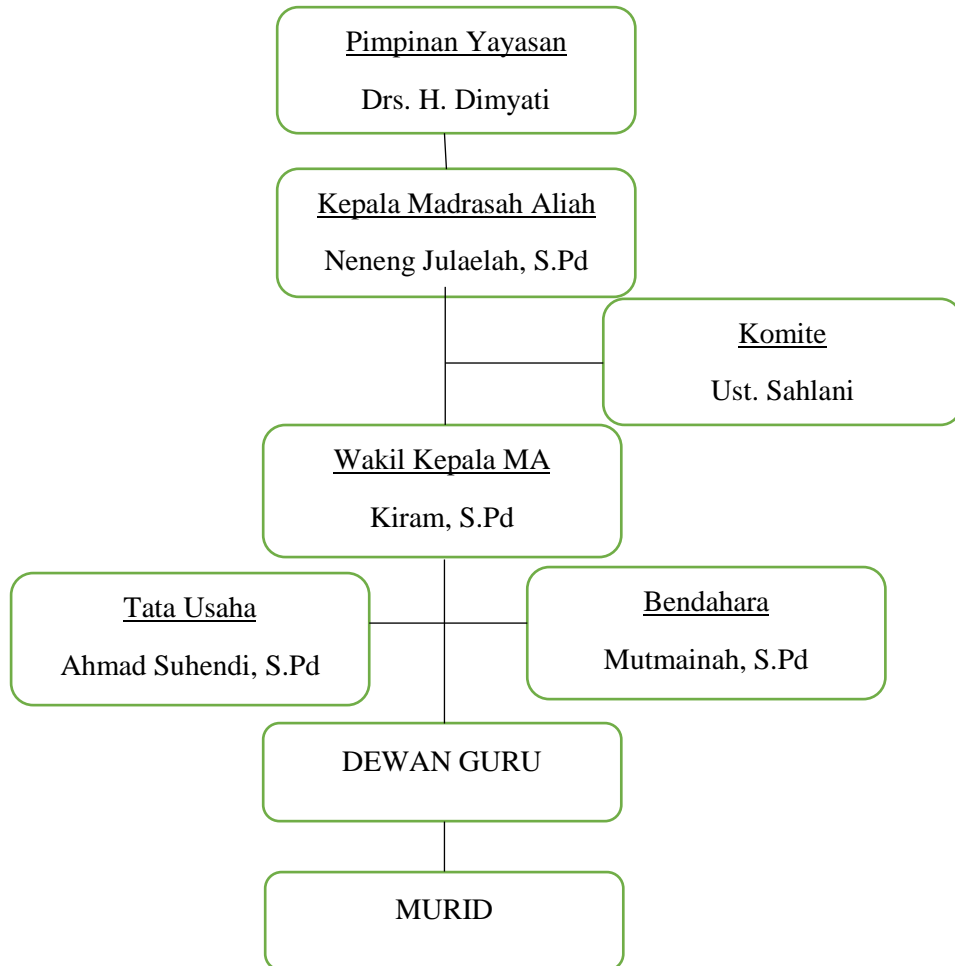 Pimpinan Yayasan
Drs. H. Dimyati
Kepala Madrasah Aliah
Neneng Julaelah, S.Pd
Komite
Ust. Sahlani
Wakil Kepala MA
Kiram, S.Pd
Tata Usaha
Ahmad Suhendi, S.Pd
Bendahara
Mutmainah, S.Pd
DEWAN GURU
MURID